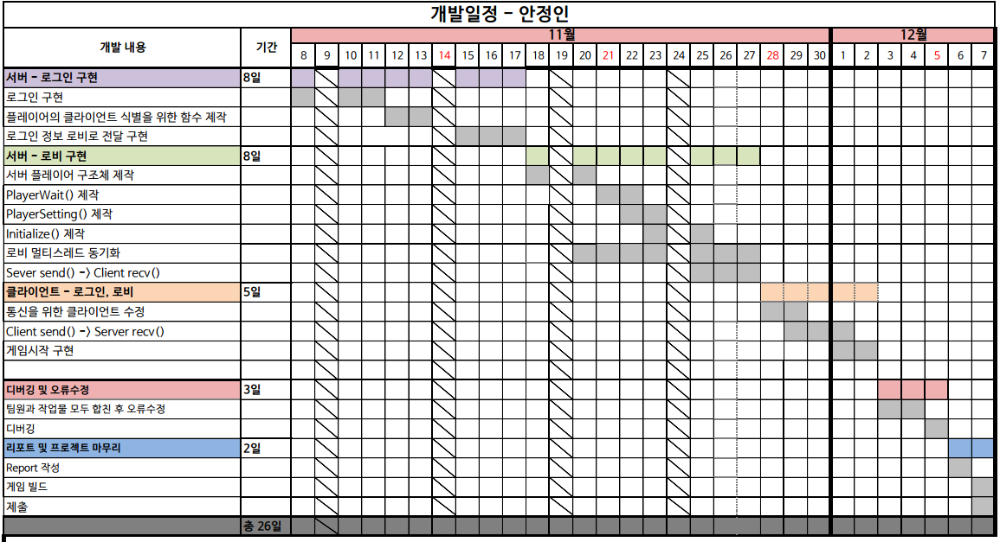 개발일정 - 안정인
개발 내용 기간 11월 12월
8 9 10 11 12 13 14 15 16 17 18 19 20 21 22 23 24 25 26 27 28 29 30 1 2 3 4 5 6 7
서버 - 로그인 구현 8일
로그인 구현
플레이어의 클라이언트 식별을 위한 함수 제작
로그인 정보 로비로 전달 구현
서버 - 로비 구현 8일
서버 플레이어 구조체 제작
PlayerWait() 제작
PlayerSetting() 제작
Initialize() 제작
로비 멀티스레드 동기화
Sever send() -> Client recv()
클라이언트 - 로그인, 로비 5일
통신을 위한 클라이언트 수정
Client send() -> Server recv()
게임시작 구현
디버깅 및 오류수정 3일
팀원과 작업물 모두 합친 후 오류수정
디버깅
리포트 및 프로젝트 마무리 2일
Report 작성
게임 빌드
제출
총 26일